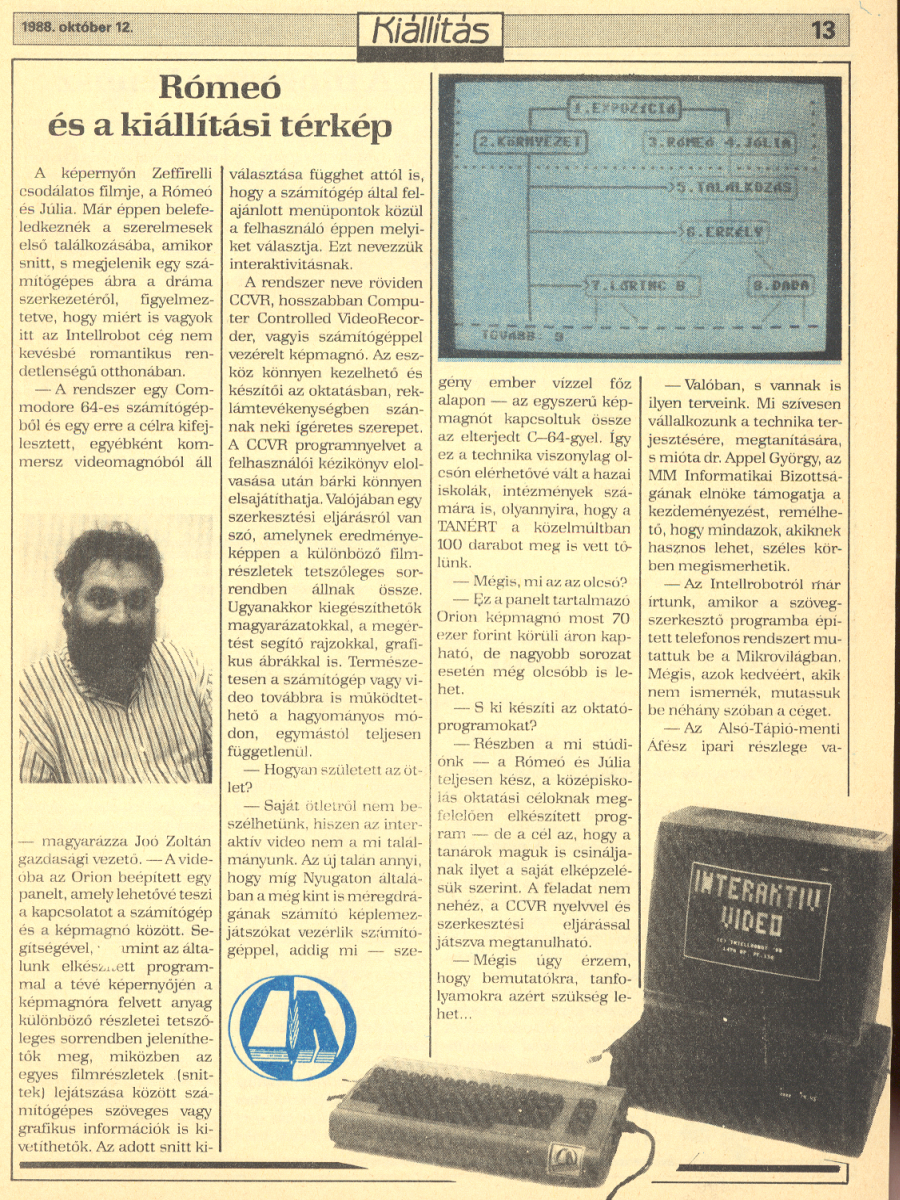 1988. október 12.
Kiállítás
13
Rómeó
és a kiállítási térkép
A képernyőn Zeffirelli
csodálatos filmje, a Rómeó
és Júlia. Már éppen belefe-
ledkeznék a szerelmesek
első találkozásába, amikor
snitt, s megjelenik egy szá-
mítógépes ábra a dráma
szerkezetéről, figyelmez-
tetve, hogy miért is vagyok
itt az Intellrobot cég nem
kevésbé romantikus ren-
detlenségű otthonában.
— A rendszer egy Com-
modore 64-es számítógép-
ből és egy erre a célra kifej-
lesztett, egyébként kom-
mersz videomagnóból áll
— magyarázza Joó Zoltán
gazdasági vezető. — A vide-
óba az Orion beépített egy
panelt, amely lehetővé teszi
a kapcsolatot a számítógép
és a képmagnó között. Se-
gítségével, amint az álta-
lunk elkészített program-
mal a tévé képernyőjén a
képmagnóra felvett anyag
különböző részletei tetsző-
leges sorrendben jeleníthe-
tők meg, miközben az
egyes filmrészletek (snit-
tek) lejátszása között szá-
mítógépes szöveges vagy
grafikus információk is ki-
vetíthetők. Az adott snitt ki-
választása függhet attól is,
hogy a számítógép által fel-
ajánlott menüpontok közül
a felhasználó éppen melyi-
ket választja. Ezt nevezzük
interaktivitásnak.
A rendszer neve röviden
CCVR, hosszabban Compu-
ter Controlled VideoRecor-
der, vagyis számítógéppel
vezérelt képmagnó. Az esz-
köz könnyen kezelhető és
készítői az oktatásban, rek-
lámtevékenységben szán-
nak neki ígéretes szerepet.
A CCVR programnyelvet a
felhasználói kézikönyv elol-
vasása után bárki könnyen
elsajátíthatja. Valójában egy
szerkesztési eljárásról van
szó, amelynek eredménye-
képpen a különböző film-
részletek tetszőleges sor-
rendben állnak össze.
Ugyanakkor kiegészíthetők
magyarázatokkal, a megér-
tést segítő rajzokkal, grafi-
kus ábrákkal is. Természe-
tesen a számítógép vagy vi-
deo továbbra is működtet-
hető a hagyományos mó-
don, egymástól teljesen
függetlenül.
— Hogyan született az öt-
let?
— Saját ötletről nem be-
szélhetünk, hiszen az inter-
aktív video nem a mi talál-
mányunk. Az új talán annyi,
hogy míg Nyugaton általá-
ban a még kint is méregdrá-
gának számító képlemez-
játszókat vezérlik számító-
géppel, addig mi — sze-
1.EXPOZÍCIÓ
2.KÖRNYEZET
3.RÓMEÓ 4.JÚLIA
5.TALÁLKOZÁS
6.ERKÉLY
7.LŐRINC B
8.DADA
TOVÁBB: 9
gény ember vízzel főz
alapon — az egyszerű kép-
magnót kapcsoltuk össze
az elterjedt C–64-gyel. Így
ez a technika viszonylag ol-
csón elérhetővé vált a hazai
iskolák, intézmények szá-
mára is, olyannyira, hogy a
TANÉRT a közelmúltban
100 darabot meg is vett tő-
lünk.
— Mégis, mi az az olcsó?
— Ez a panelt tartalmazó
Orion képmagnó most 70
ezer forint körüli áron kap-
ható, de nagyobb sorozat
esetén még olcsóbb is le-
het.
— S ki készíti az oktató-
programokat?
— Részben a mi stúdi-
ónk — a Rómeó és Júlia
teljesen kész, a középisko-
lás oktatási céloknak meg-
felelően elkészített prog-
ram — de a cél az, hogy a
tanárok maguk is csinálja-
nak ilyet a saját elképzelé-
sük szerint. A feladat nem
nehéz, a CCVR nyelvvel és
szerkesztési eljárással
játszva megtanulható.
— Mégis úgy érzem,
hogy bemutatókra, tanfo-
lyamokra azért szükség le-
het...
— Valóban, s vannak is
ilyen terveink. Mi szívesen
vállalkozunk a technika ter-
jesztésére, megtanítására,
s mióta dr. Appel György, az
MM Informatikai Bizottsá-
gának elnöke támogatja a
kezdeményezést, remélhe-
tő, hogy mindazok, akiknek
hasznos lehet, széles kör-
ben megismerhetik.
— Az Intellrobotról már
írtunk, amikor a szöveg-
szerkesztő programba épí-
tett telefonos rendszert mu-
tattuk be a Mikrovilágban.
Mégis, azok kedvéért, akik
nem ismernék, mutassuk
be néhány szóban a céget.
— Az Alsó-Tápió-menti
Áfész ipari részlege va-
INTERAKTIV
VIDEO
(C) INTELLROBOT